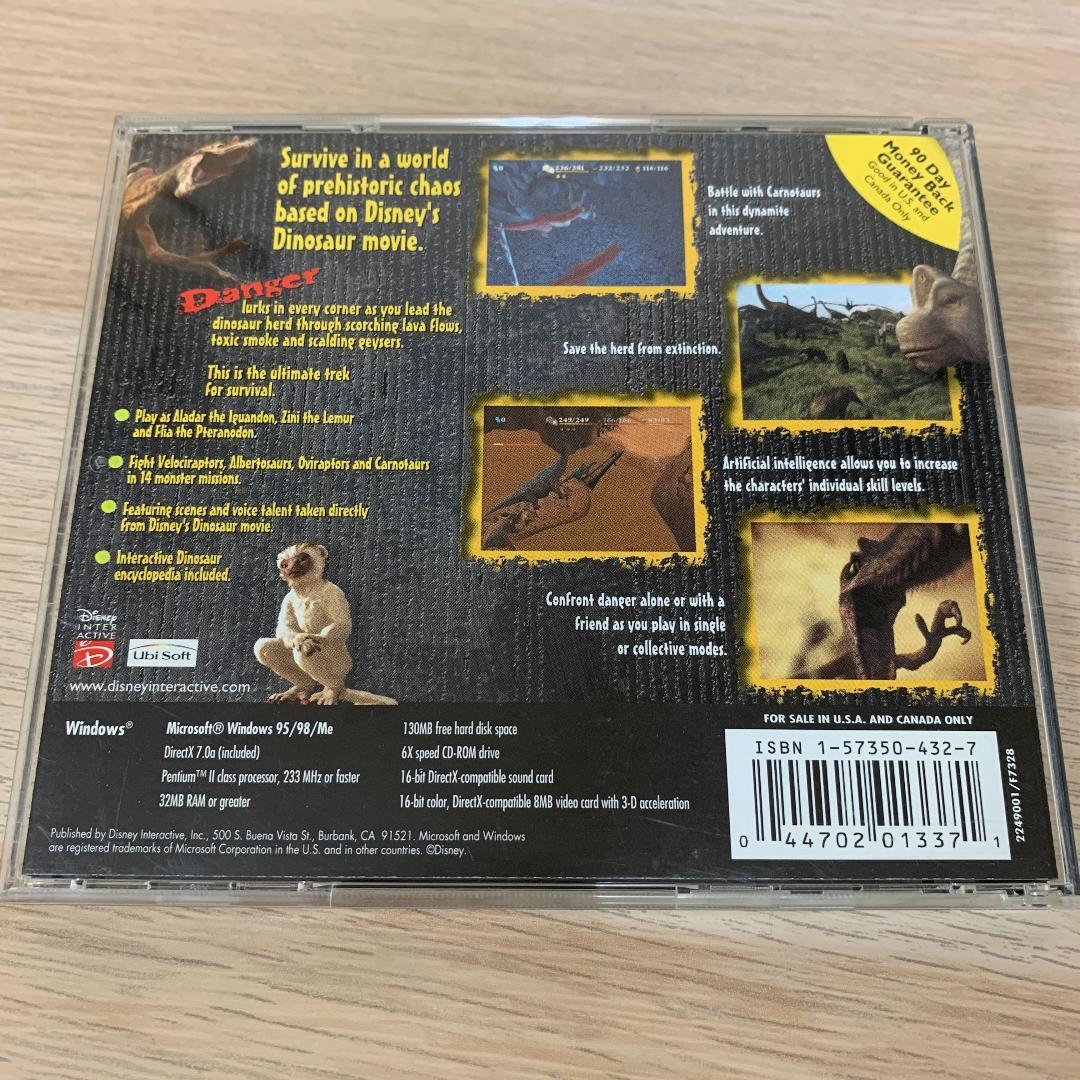 Survive in a world
of prehistoric chaos
based on Disney's
Dinosaur movie.
Danger
lurks in every corner as you lead the
dinosaur herd through scorching lava flows,
toxic smoke and scalding geysers.
This is the ultimate trek
for survival.
Play as Aladar the Iguandon, Zini the Lemur
and Flia the Pteranodon.
Fight Velociraptors, Albertosaurs, Oviraptors and Carnotaurs
in 14 monster missions.
Featuring scenes and voice talent taken directly
from Disney's Dinosaur movie.
Interactive Dinosaur
encyclopedia included.
Disney
INTER
ACTIVE
D
Ubi Soft
www.disneyinteractive.com
0
232/252
116/116
Battle with Carnotaurs
in this dynamite
adventure.
90 Day
Money Back
Guarantee
Good in U.S. and
Canada Only
Save the herd from extinction.
0
249/249
Artificial intelligence allows you to increase
the characters' individual skill levels.
Confront danger alone or with a
friend as you play in single
or collective modes.
Windows®
Microsoft® Windows 95/98/Me
DirectX 7.0a (included)
Pentium™ II class processor, 233 MHz or faster
32MB RAM or greater
130MB free hard disk space
6X speed CD-ROM drive
16-bit DirectX-compatible sound card
16-bit color, DirectX-compatible 8MB video card with 3-D acceleration
FOR SALE IN U.S.A. AND CANADA ONLY
ISBN 1-57350-432-7
0 44702 01337 1
2249001/F7328
Published by Disney Interactive, Inc., 500 S. Buena Vista St., Burbank, CA 91521. Microsoft and Windows
are registered trademarks of Microsoft Corporation in the U.S. and in other countries. ©Disney.